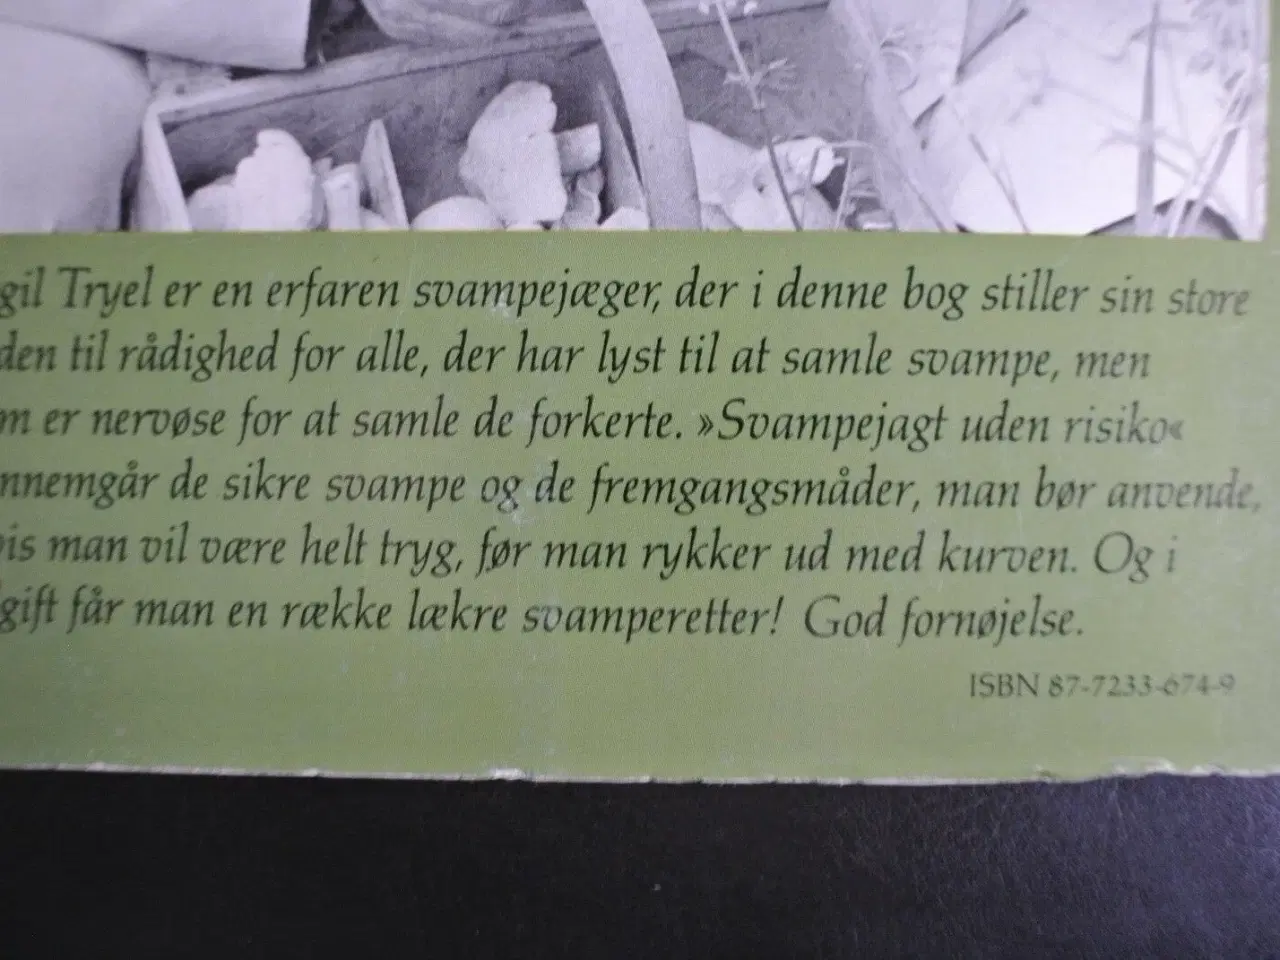 gil Tryel er en erfaren svampejæger, der i denne bog stiller sin store
den til rådighed for alle, der har lyst til at samle svampe, men
m er nervøse for at samle de forkerte. »Svampejagt uden risiko«
nnemgår de sikre svampe og de fremgangsmåder, man bør anvende,
vis man vil være helt tryg, før man rykker ud med kurven. Og i
gift får man en række lækre svamperetter! God fornøjelse.
ISBN 87-7233-674-9